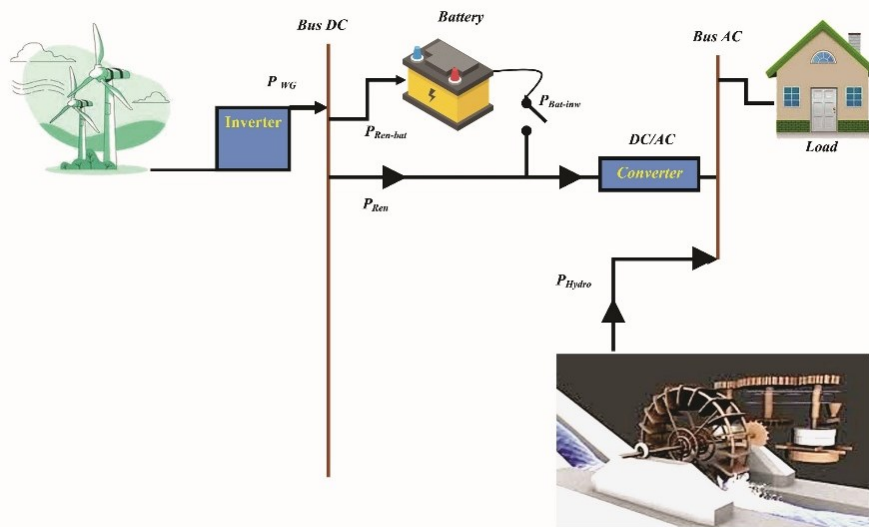 Battery
Bus DC
Bus AC
P WG
Inverter
P Ren-bat
P Bat-inw
DC/AC
Load
Converter
P Ren
P Hydro